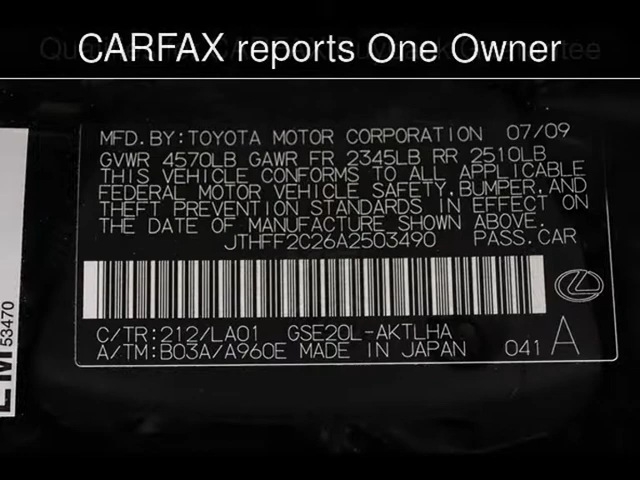 CARFAX reports One Owner
MFD. BY: TOYOTA MOTOR CORPORATION 07/09
GVWR 4570LB GAWR FR 2345LB RR 2510LB
THIS VEHICLE CONFORMS TO ALL APPLICABLE
FEDERAL MOTOR VEHICLE SAFETY, BUMPER, AND
THEFT PREVENTION STANDARDS IN EFFECT ON
THE DATE OF MANUFACTURE SHOWN ABOVE.
JTHFF2C26A2503490 PASS. CAR
C/TR: 212/LA01 GSE20L-AKTLHA
A/TM: B03A/A960E MADE IN JAPAN 041 A
53470